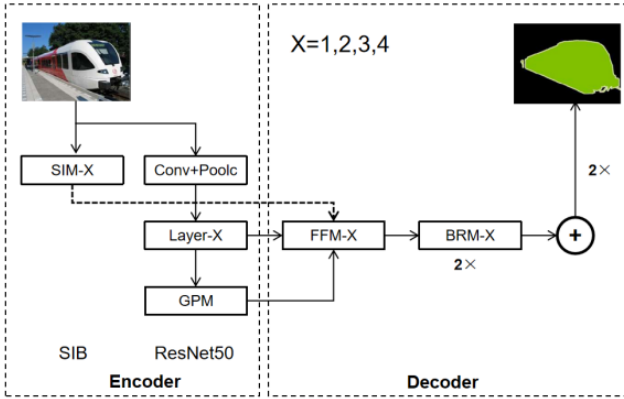 X=1,2,3,4
SIM-X
Conv+Poolc
2×
Layer-X
FFM-X
BRM-X
+
2×
GPM
SIB
ResNet50
Encoder
Decoder